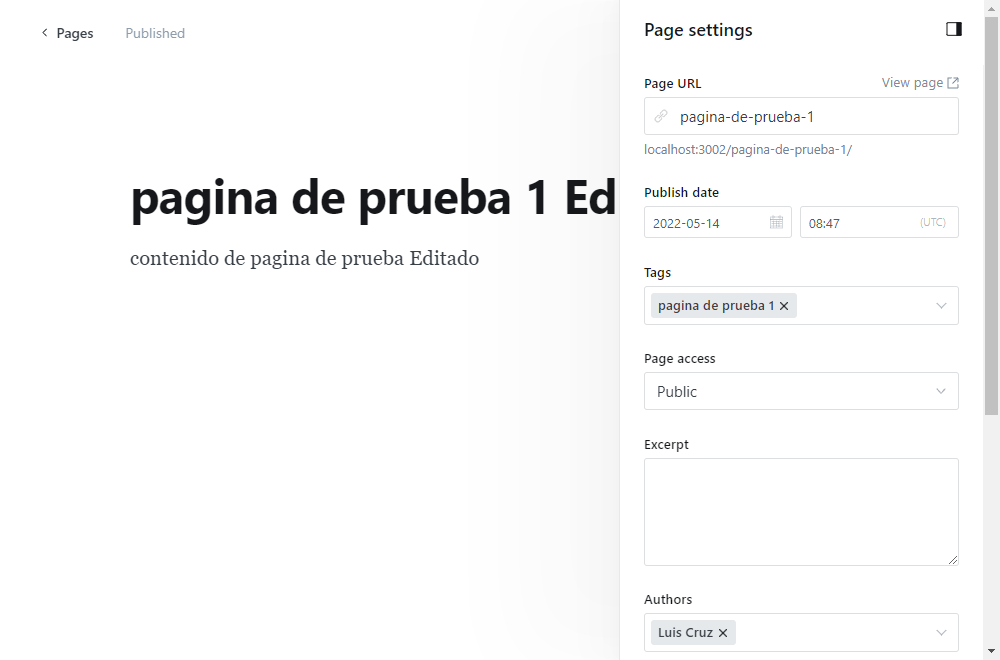 Pages
Published
pagina de prueba 1 Ed
contenido de pagina de prueba Editado
Page settings
Page URL
View page
pagina-de-prueba-1
localhost:3002/pagina-de-prueba-1/
Publish date
2022-05-14
08:47
(UTC)
Tags
pagina de prueba 1
Page access
Public
Excerpt
Authors
Luis Cruz